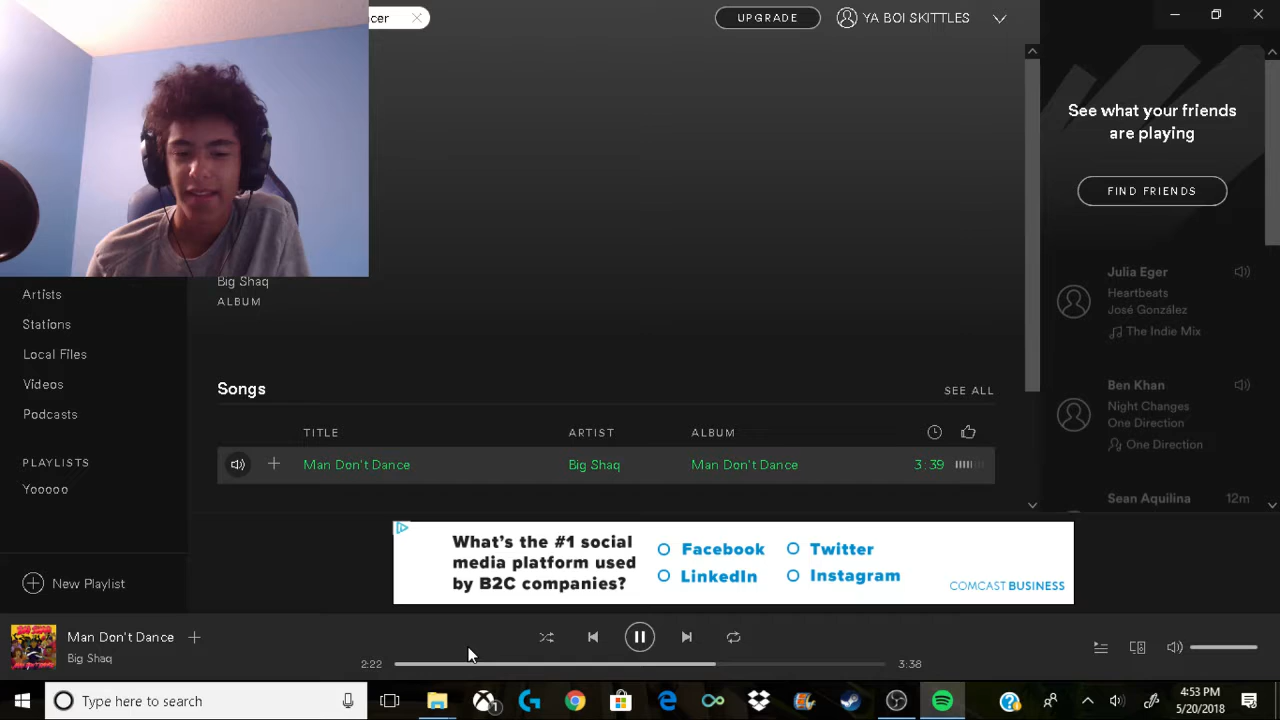 cer
UPGRADE
YA BOI SKITTLES
See what your friends
are playing
FIND FRIENDS
Julia Eger
Heartbeats
José González
The Indie Mix
Ben Khan
Night Changes
One Direction
One Direction
Sean Aquilina 12m
Big Shaq
ALBUM
Artists
Stations
Local Files
Videos
Podcasts
PLAYLISTS
Yooooo
New Playlist
Songs
SEE ALL
TITLE ARTIST ALBUM
Man Don't Dance Big Shaq Man Don't Dance 3:39
What's the #1 social
media platform used
by B2C companies?
Facebook Twitter
LinkedIn Instagram
COMCAST BUSINESS
Man Don't Dance
Big Shaq
2:22
3:38
Type here to search
1
4:53 PM
5/20/2018